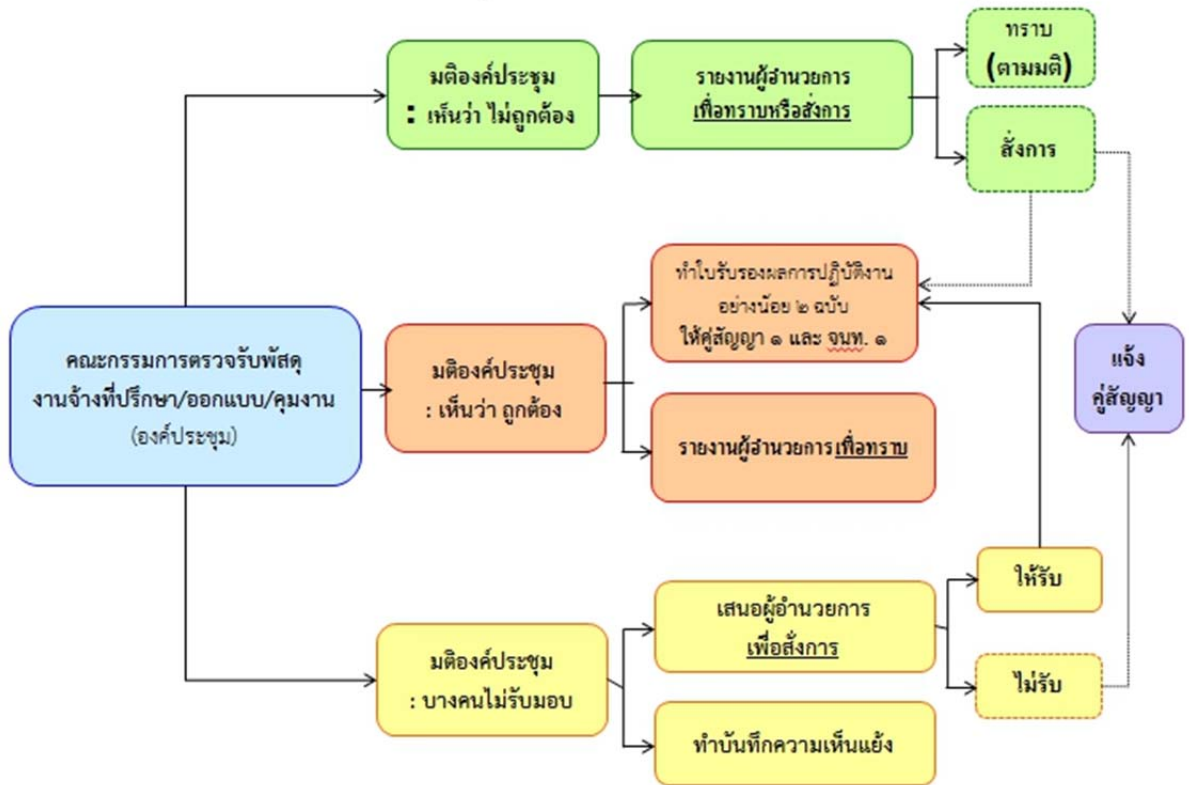 มติองค์ประชุม
: เห็นว่า ไม่ถูกต้อง
รายงานผู้อำนวยการ
เพื่อทราบหรือสั่งการ
ทราบ
(ตามมติ)
สั่งการ
คณะกรรมการตรวจรับพัสดุ
งานจ้างที่ปรึกษา/ออกแบบ/คุมงาน
(องค์ประชุม)
มติองค์ประชุม
: เห็นว่า ถูกต้อง
ทำใบรับรองผลการปฏิบัติงาน
อย่างน้อย ๒ ฉบับ
ให้คู่สัญญา ๑ และ จนท. ๑
รายงานผู้อำนวยการเพื่อทราบ
แจ้ง
คู่สัญญา
มติองค์ประชุม
: บางคนไม่รับมอบ
เสนอผู้อำนวยการ
เพื่อสั่งการ
ทำบันทึกความเห็นแย้ง
ให้รับ
ไม่รับ